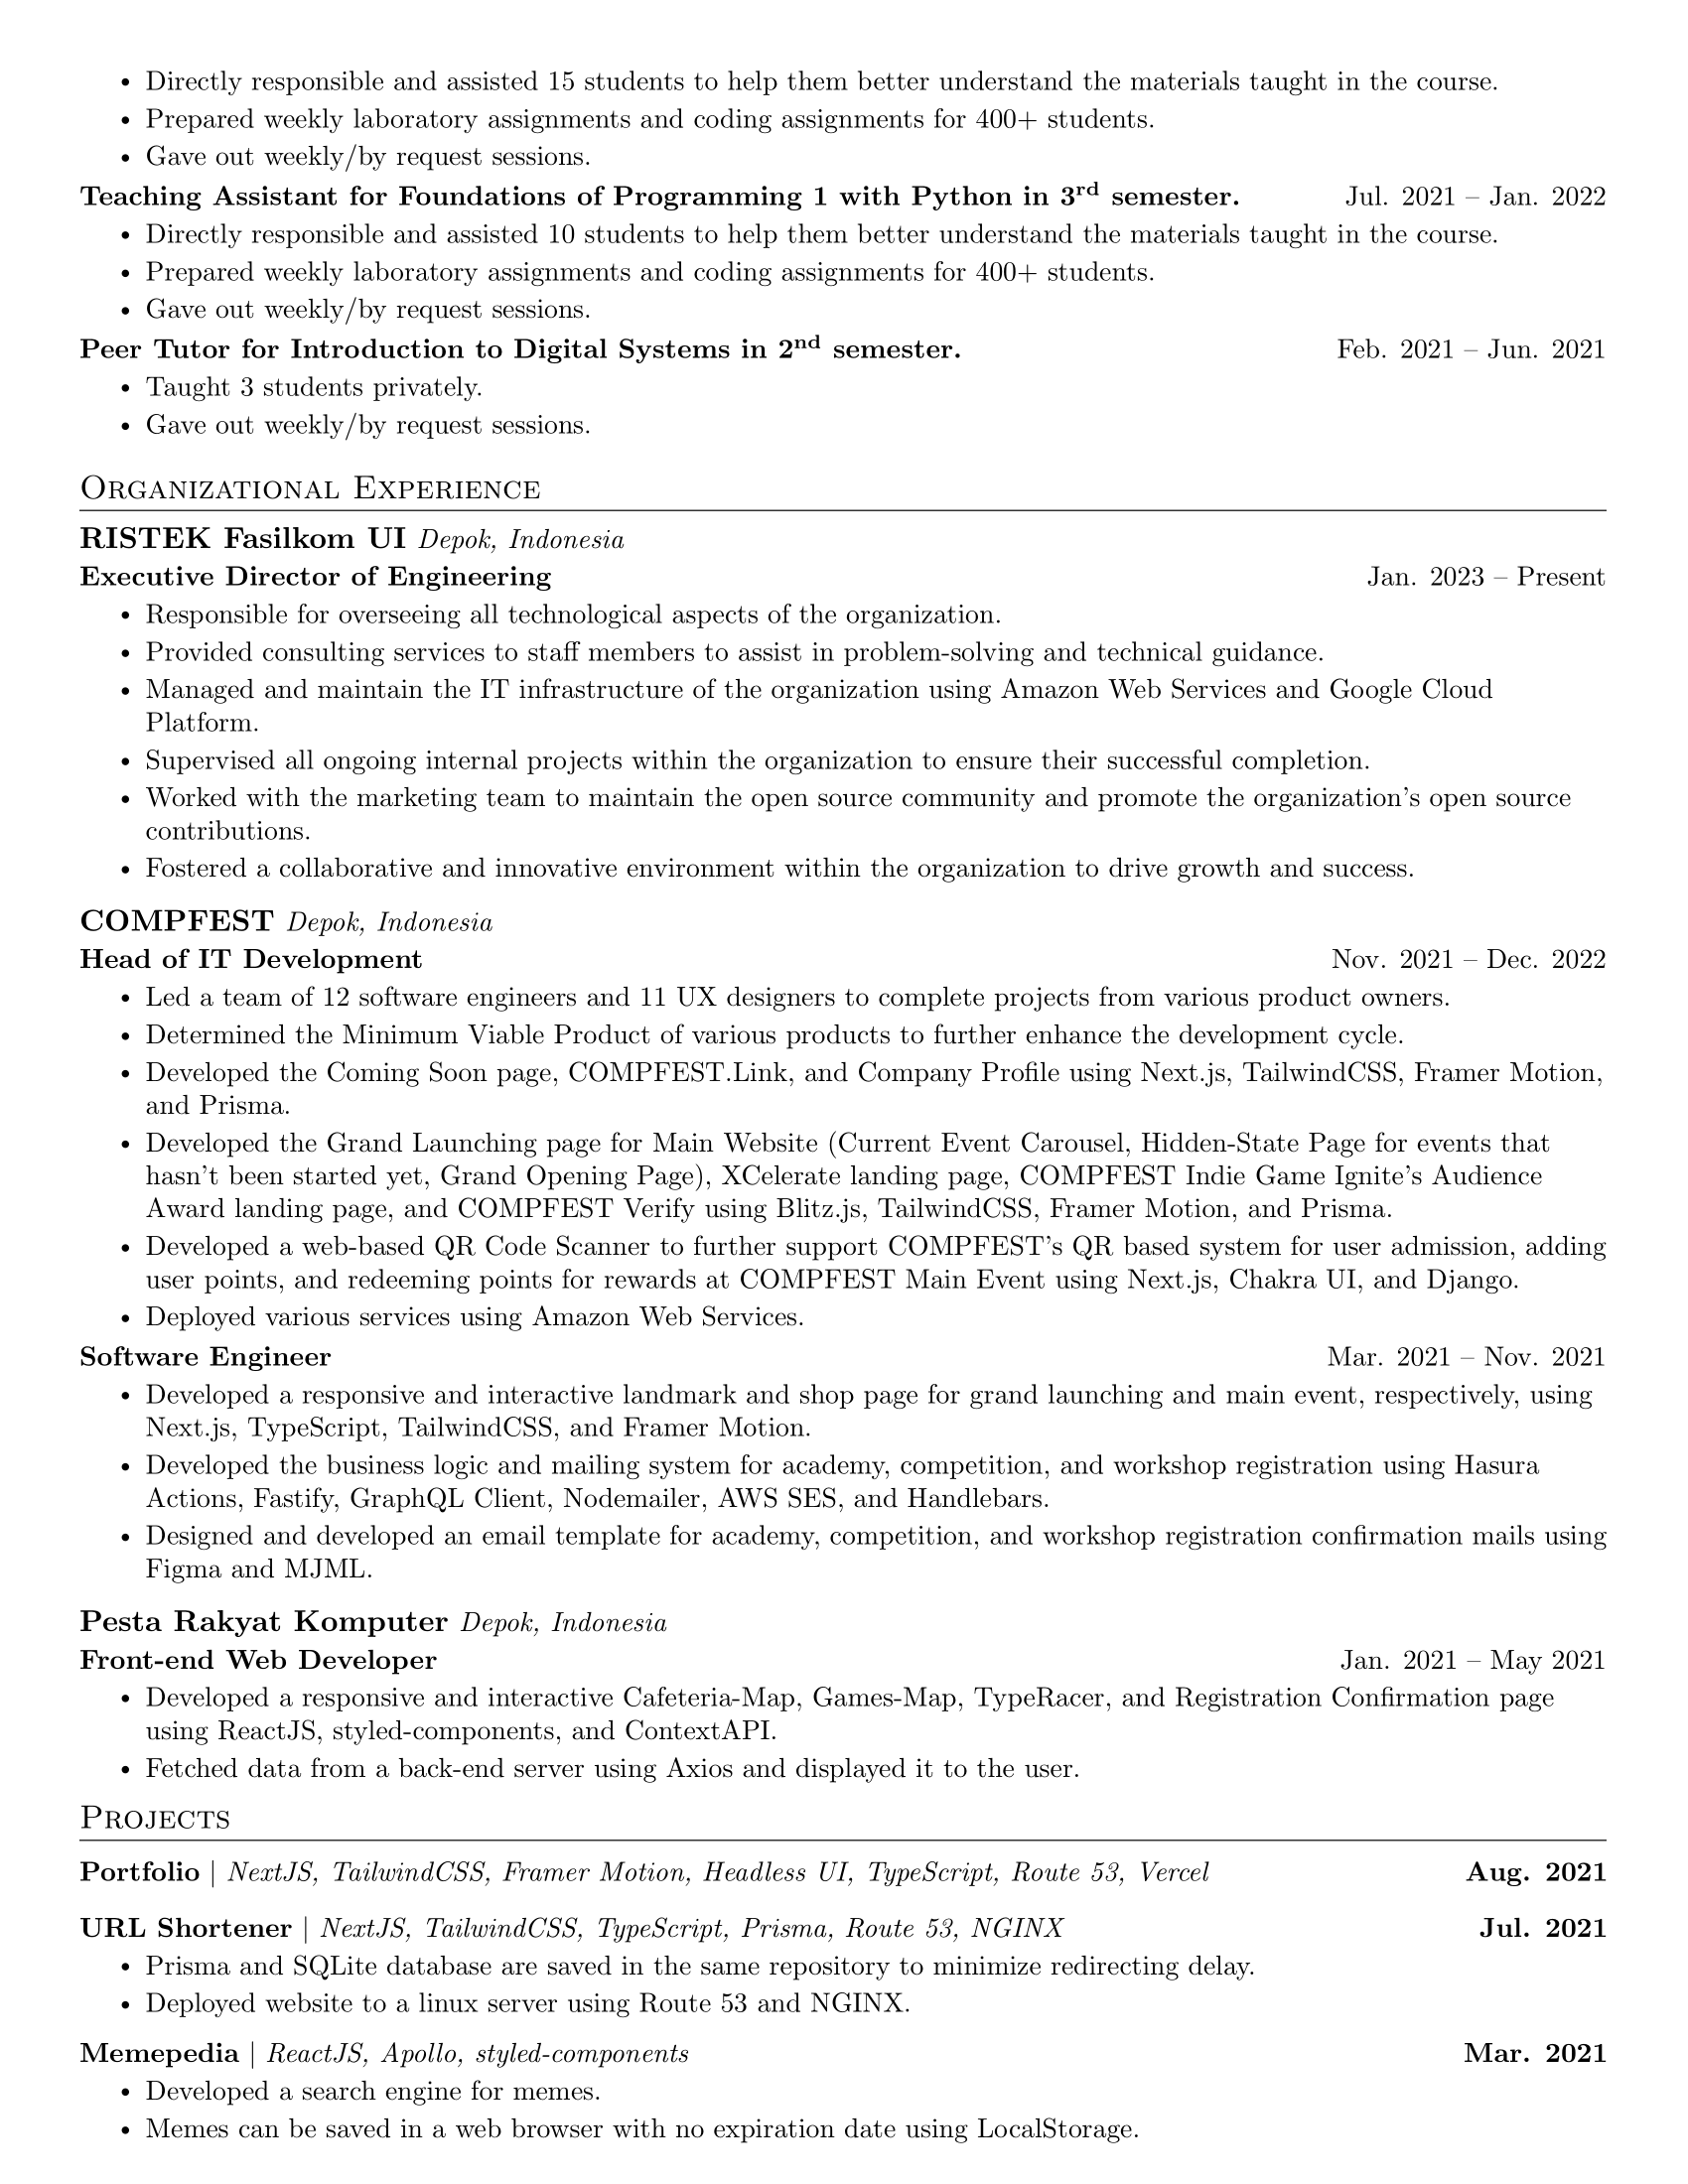 • Directly responsible and assisted 15 students to help them better understand the materials taught in the course.
• Prepared weekly laboratory assignments and coding assignments for 400+ students.
• Gave out weekly/by request sessions.
Teaching Assistant for Foundations of Programming 1 with Python in 3rd semester. Jul. 2021 – Jan. 2022
• Directly responsible and assisted 10 students to help them better understand the materials taught in the course.
• Prepared weekly laboratory assignments and coding assignments for 400+ students.
• Gave out weekly/by request sessions.
Peer Tutor for Introduction to Digital Systems in 2nd semester. Feb. 2021 – Jun. 2021
• Taught 3 students privately.
• Gave out weekly/by request sessions.
Organizational Experience
RISTEK Fasilkom UI Depok, Indonesia
Executive Director of Engineering Jan. 2023 – Present
• Responsible for overseeing all technological aspects of the organization.
• Provided consulting services to staff members to assist in problem-solving and technical guidance.
• Managed and maintain the IT infrastructure of the organization using Amazon Web Services and Google Cloud
Platform.
• Supervised all ongoing internal projects within the organization to ensure their successful completion.
• Worked with the marketing team to maintain the open source community and promote the organization's open source
contributions.
• Fostered a collaborative and innovative environment within the organization to drive growth and success.
COMPFEST Depok, Indonesia
Head of IT Development Nov. 2021 – Dec. 2022
• Led a team of 12 software engineers and 11 UX designers to complete projects from various product owners.
• Determined the Minimum Viable Product of various products to further enhance the development cycle.
• Developed the Coming Soon page, COMPFEST.Link, and Company Profile using Next.js, TailwindCSS, Framer Motion,
and Prisma.
• Developed the Grand Launching page for Main Website (Current Event Carousel, Hidden-State Page for events that
hasn't been started yet, Grand Opening Page), XCelerate landing page, COMPFEST Indie Game Ignite's Audience
Award landing page, and COMPFEST Verify using Blitz.js, TailwindCSS, Framer Motion, and Prisma.
• Developed a web-based QR Code Scanner to further support COMPFEST's QR based system for user admission, adding
user points, and redeeming points for rewards at COMPFEST Main Event using Next.js, Chakra UI, and Django.
• Deployed various services using Amazon Web Services.
Software Engineer Mar. 2021 – Nov. 2021
• Developed a responsive and interactive landmark and shop page for grand launching and main event, respectively, using
Next.js, TypeScript, TailwindCSS, and Framer Motion.
• Developed the business logic and mailing system for academy, competition, and workshop registration using Hasura
Actions, Fastify, GraphQL Client, Nodemailer, AWS SES, and Handlebars.
• Designed and developed an email template for academy, competition, and workshop registration confirmation mails using
Figma and MJML.
Pesta Rakyat Komputer Depok, Indonesia
Front-end Web Developer Jan. 2021 – May 2021
• Developed a responsive and interactive Cafeteria-Map, Games-Map, TypeRacer, and Registration Confirmation page
using ReactJS, styled-components, and ContextAPI.
• Fetched data from a back-end server using Axios and displayed it to the user.
Projects
Portfolio | NextJS, TailwindCSS, Framer Motion, Headless UI, TypeScript, Route 53, Vercel Aug. 2021
URL Shortener | NextJS, TailwindCSS, TypeScript, Prisma, Route 53, NGINX Jul. 2021
• Prisma and SQLite database are saved in the same repository to minimize redirecting delay.
• Deployed website to a linux server using Route 53 and NGINX.
Memepedia | ReactJS, Apollo, styled-components Mar. 2021
• Developed a search engine for memes.
• Memes can be saved in a web browser with no expiration date using LocalStorage.